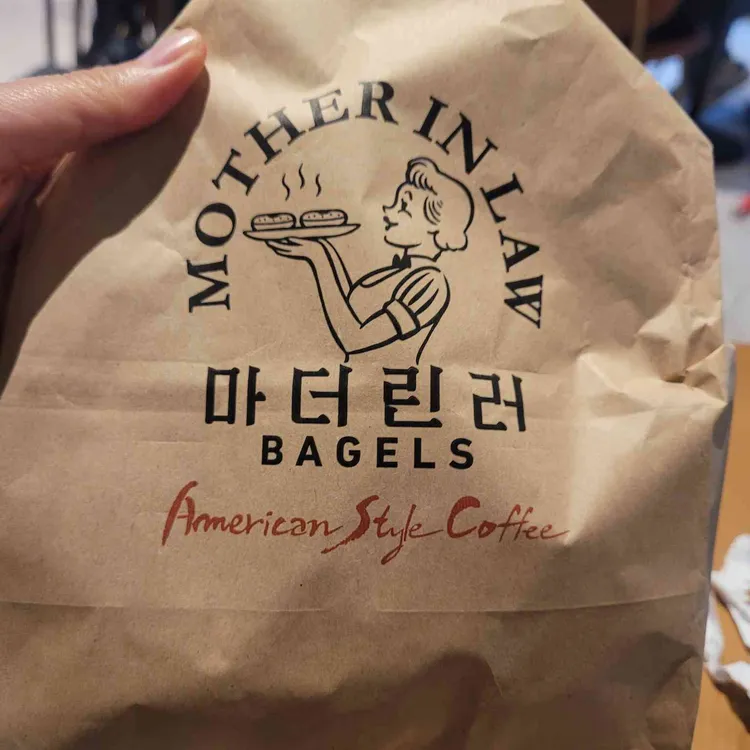 MOTHER IN LAW
마더린러
BAGELS
American Style Coffee